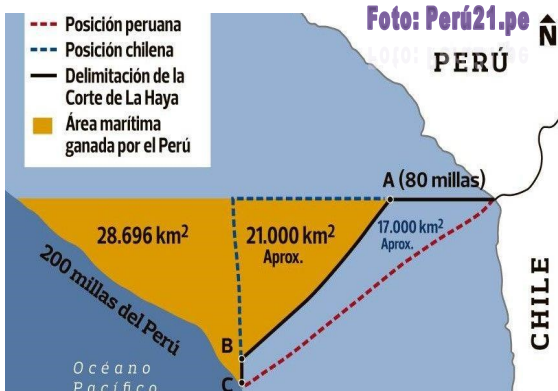 Foto: Perú21.pe
Posición peruana
Posición chilena
Delimitación de la
Corte de La Haya
Área marítima
ganada por el Perú
N
PERÚ
A (80 millas)
28.696 km²
21.000 km²
Aprox.
17.000 km²
Aprox.
200 millas del Perú
CHILE
B
C
Océano
Pacífico